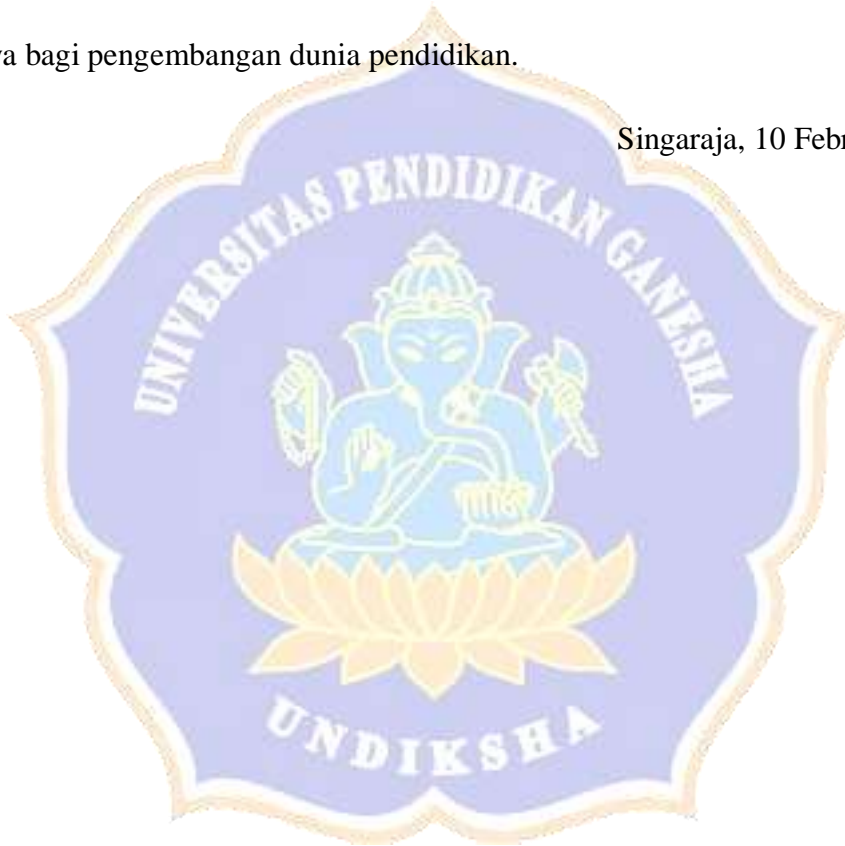 a bagi pengembangan dunia pendidikan.
Singaraja, 10 Febr
UNIVERSITAS PENDIDIKAN GANESHA
UNDIKSHA